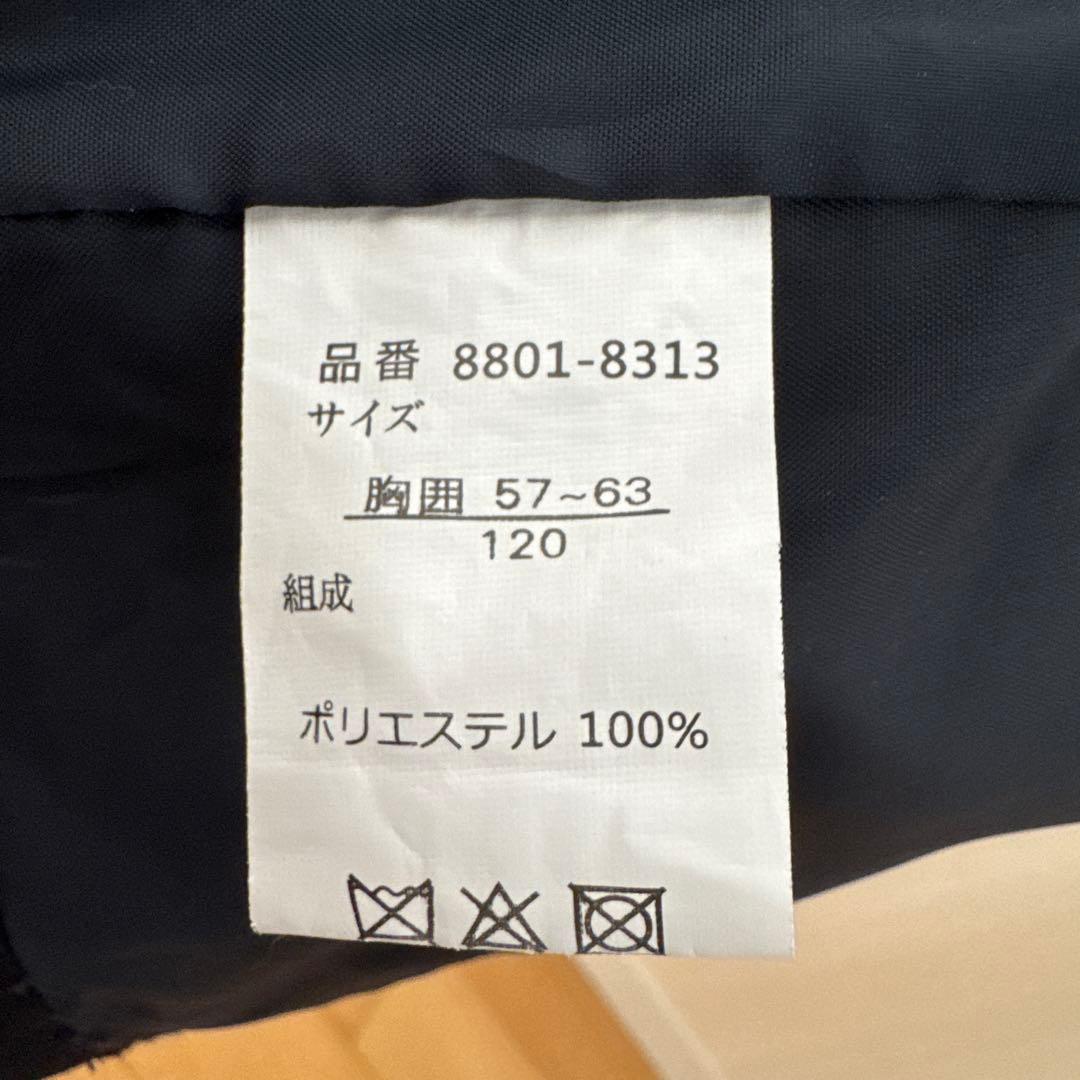 品番 8801-8313
サイズ
胸囲 57~63
120
組成
ポリエステル 100%